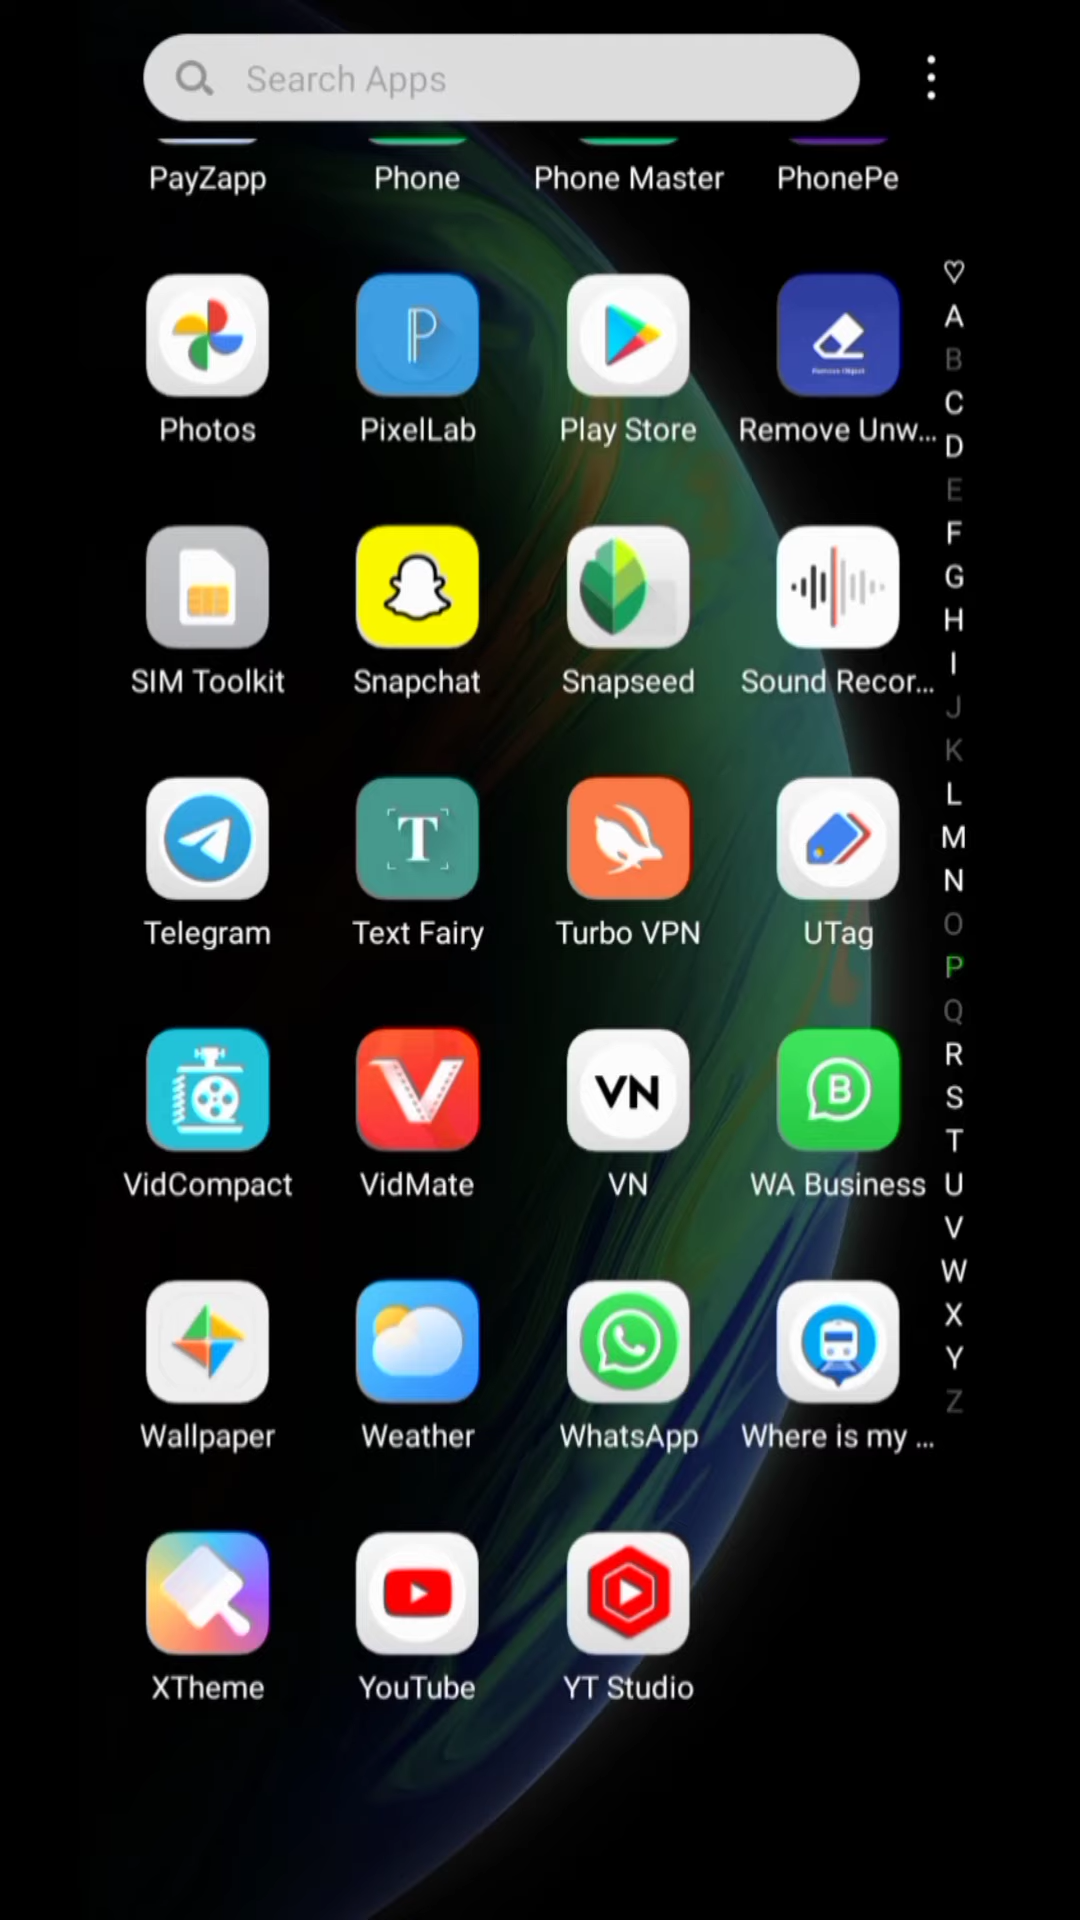 Search Apps
PayZapp Phone Phone Master PhonePe
Photos PixelLab Play Store Remove Unw...
SIM Toolkit Snapchat Snapseed Sound Recor...
T
Telegram Text Fairy Turbo VPN UTag
VN B
VidCompact VidMate VN WA Business
Wallpaper Weather WhatsApp Where is my ...
XTheme YouTube YT Studio
A
B
C
D
E
F
G
H
I
J
K
L
M
N
O
P
Q
R
S
T
U
V
W
X
Y
Z